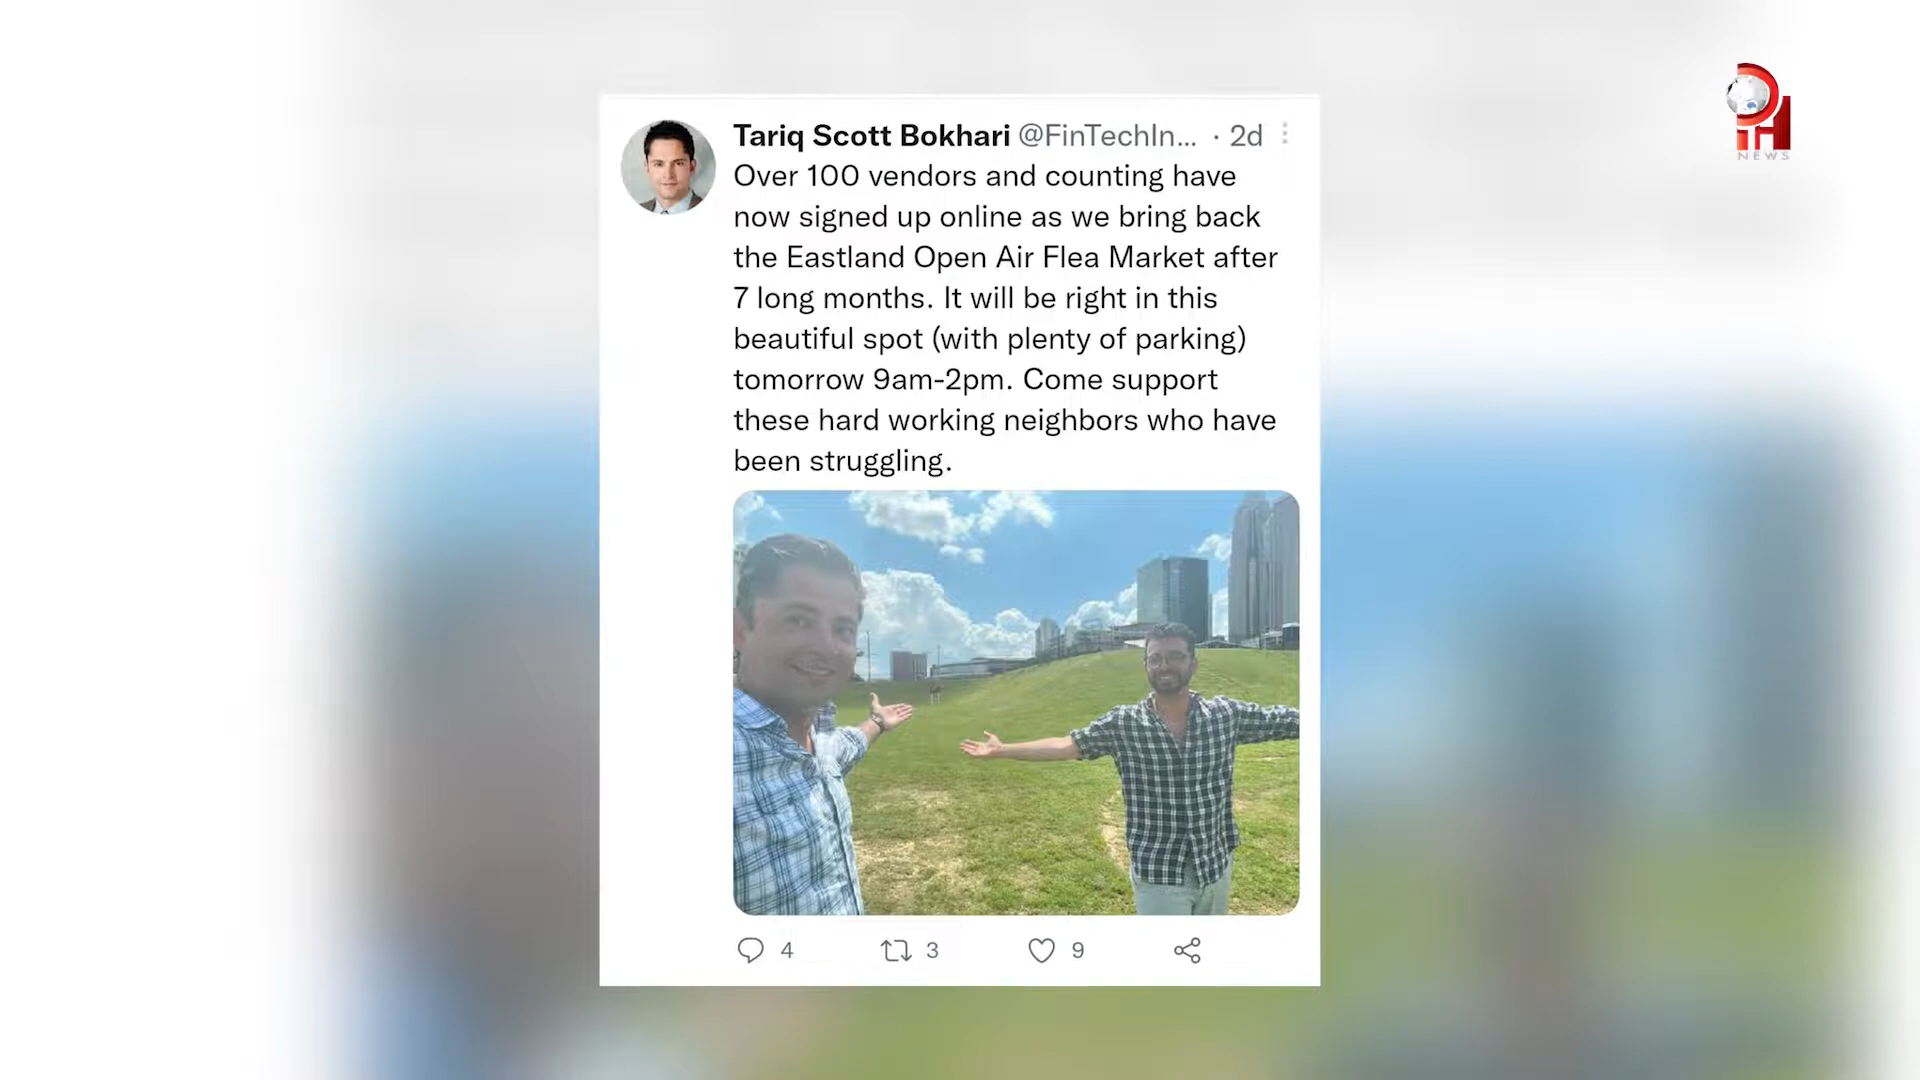 Tariq Scott Bokhari @FinTechIn... · 2d
Over 100 vendors and counting have
now signed up online as we bring back
the Eastland Open Air Flea Market after
7 long months. It will be right in this
beautiful spot (with plenty of parking)
tomorrow 9am-2pm. Come support
these hard working neighbors who have
been struggling.
4 3 9
PTH
NEWS